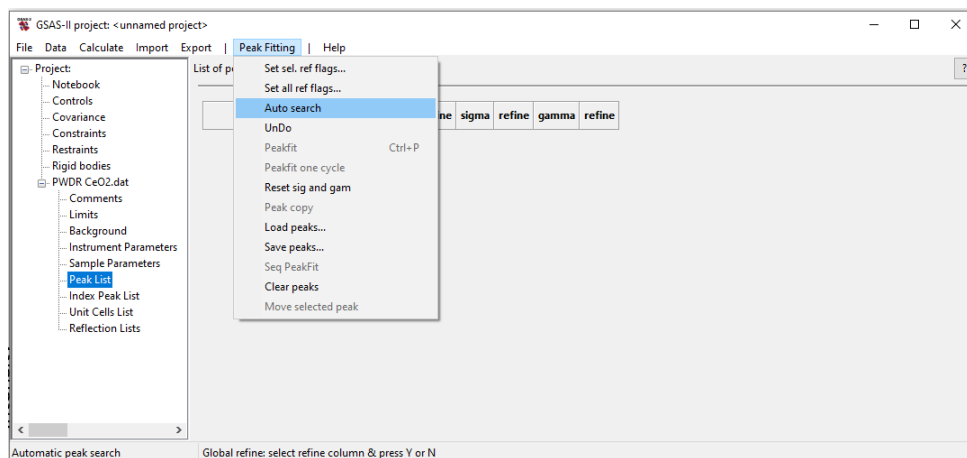 GSAS-II project: <unnamed project>
File Data Calculate Import Export | Peak Fitting | Help
Project:
Notebook
Controls
Covariance
Constraints
Restraints
Rigid bodies
PWDR CeO2.dat
Comments
Limits
Background
Instrument Parameters
Sample Parameters
Peak List
Index Peak List
Unit Cells List
Reflection Lists
List of pe
?
Set sel. ref flags...
Set all ref flags...
Auto search
UnDo
Peakfit Ctrl+P
Peakfit one cycle
Reset sig and gam
Peak copy
Load peaks...
Save peaks...
Seq PeakFit
Clear peaks
Move selected peak
ine sigma refine gamma refine
Automatic peak search
Global refine: select refine column & press Y or N